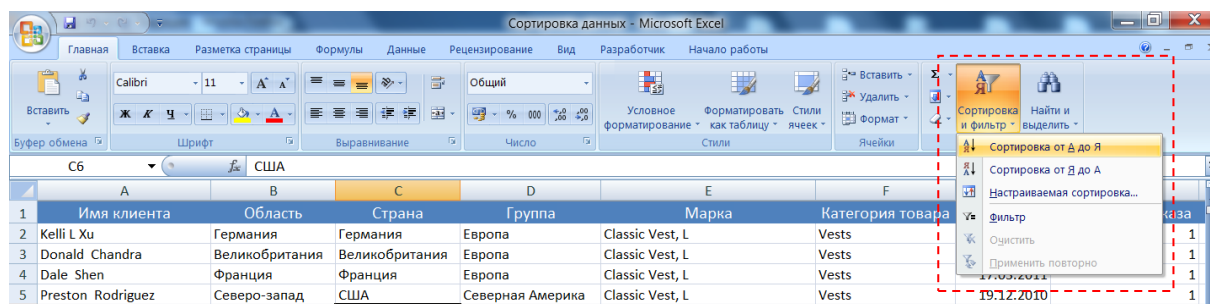 Сортировка данных - Microsoft Excel
Главная Вставка Разметка страницы Формулы Данные Рецензирование Вид Разработчик Начало работы
Вставить
Буфер обмена
Calibri 11
Ж К Ч
Шрифт
Выравнивание
Общий
% 000
Число
Условное форматирование
Форматировать как таблицу
Стили ячеек
Стили
Вставить
Удалить
Формат
Ячейки
Σ
Сортировка и фильтр
Найти и выделить
Сортировка от А до Я
Сортировка от Я до А
Настраиваемая сортировка...
Фильтр
Очистить
Применить повторно
C6 fx США
A B C D E F
1 Имя клиента Область Страна Группа Марка Категория товара
2 Kelli L Xu Германия Германия Европа Classic Vest, L Vests 1
3 Donald Chandra Великобритания Великобритания Европа Classic Vest, L Vests 1
4 Dale Shen Франция Франция Европа Classic Vest, L Vests 1
5 Preston Rodriguez Северо-запад США Северная Америка Classic Vest, L Vests 19.12.2010 1